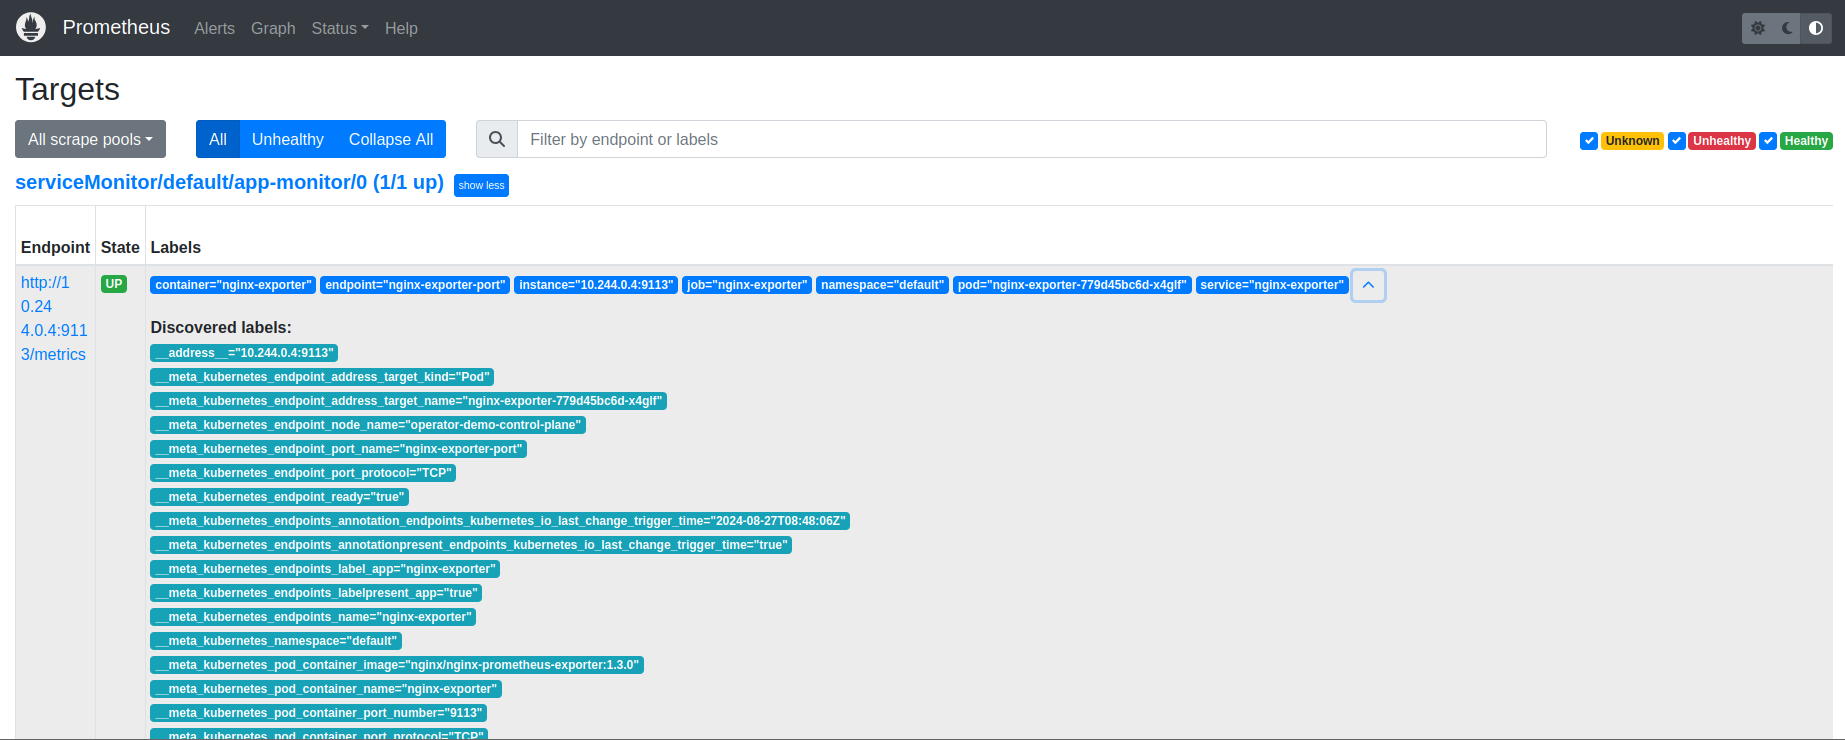 Prometheus Alerts Graph Status Help
Targets
All scrape pools All Unhealthy Collapse All Filter by endpoint or labels Unknown Unhealthy Healthy
serviceMonitor/default/app-monitor/0 (1/1 up) show less
Endpoint State Labels
http://1
0.24
4.0.4:911
3/metrics
UP
container="nginx-exporter" endpoint="nginx-exporter-port" instance="10.244.0.4:9113" job="nginx-exporter" namespace="default" pod="nginx-exporter-779d45bc6d-x4glf" service="nginx-exporter"
Discovered labels:
__address__="10.244.0.4:9113"
__meta_kubernetes_endpoint_address_target_kind="Pod"
__meta_kubernetes_endpoint_address_target_name="nginx-exporter-779d45bc6d-x4glf"
__meta_kubernetes_endpoint_node_name="operator-demo-control-plane"
__meta_kubernetes_endpoint_port_name="nginx-exporter-port"
__meta_kubernetes_endpoint_port_protocol="TCP"
__meta_kubernetes_endpoint_ready="true"
__meta_kubernetes_endpoints_annotation_endpoints_kubernetes_io_last_change_trigger_time="2024-08-27T08:48:06Z"
__meta_kubernetes_endpoints_annotationpresent_endpoints_kubernetes_io_last_change_trigger_time="true"
__meta_kubernetes_endpoints_label_app="nginx-exporter"
__meta_kubernetes_endpoints_labelpresent_app="true"
__meta_kubernetes_endpoints_name="nginx-exporter"
__meta_kubernetes_namespace="default"
__meta_kubernetes_pod_container_image="nginx/nginx-prometheus-exporter:1.3.0"
__meta_kubernetes_pod_container_name="nginx-exporter"
__meta_kubernetes_pod_container_port_number="9113"
__meta_kubernetes_pod_container_port_protocol="TCP"